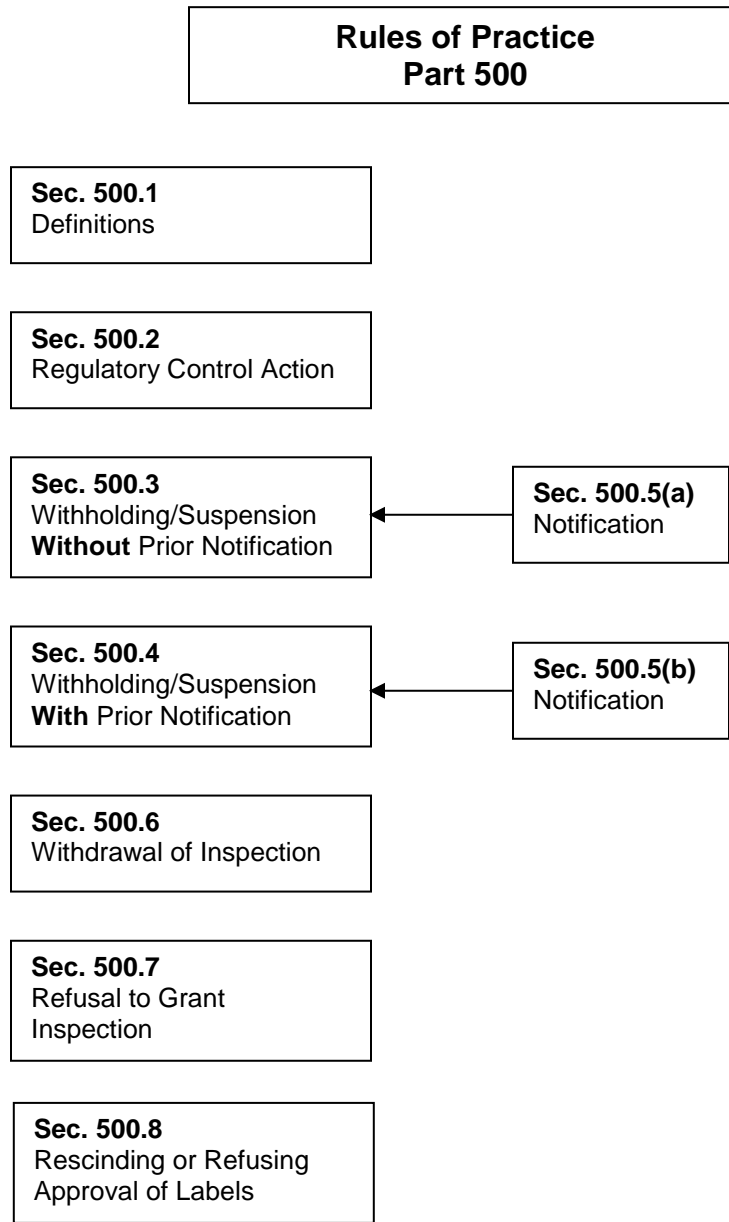 Rules of Practice
Part 500
Sec. 500.1
Definitions
Sec. 500.2
Regulatory Control Action
Sec. 500.3
Withholding/Suspension
Without Prior Notification
Sec. 500.5(a)
Notification
Sec. 500.4
Withholding/Suspension
With Prior Notification
Sec. 500.5(b)
Notification
Sec. 500.6
Withdrawal of Inspection
Sec. 500.7
Refusal to Grant
Inspection
Sec. 500.8
Rescinding or Refusing
Approval of Labels